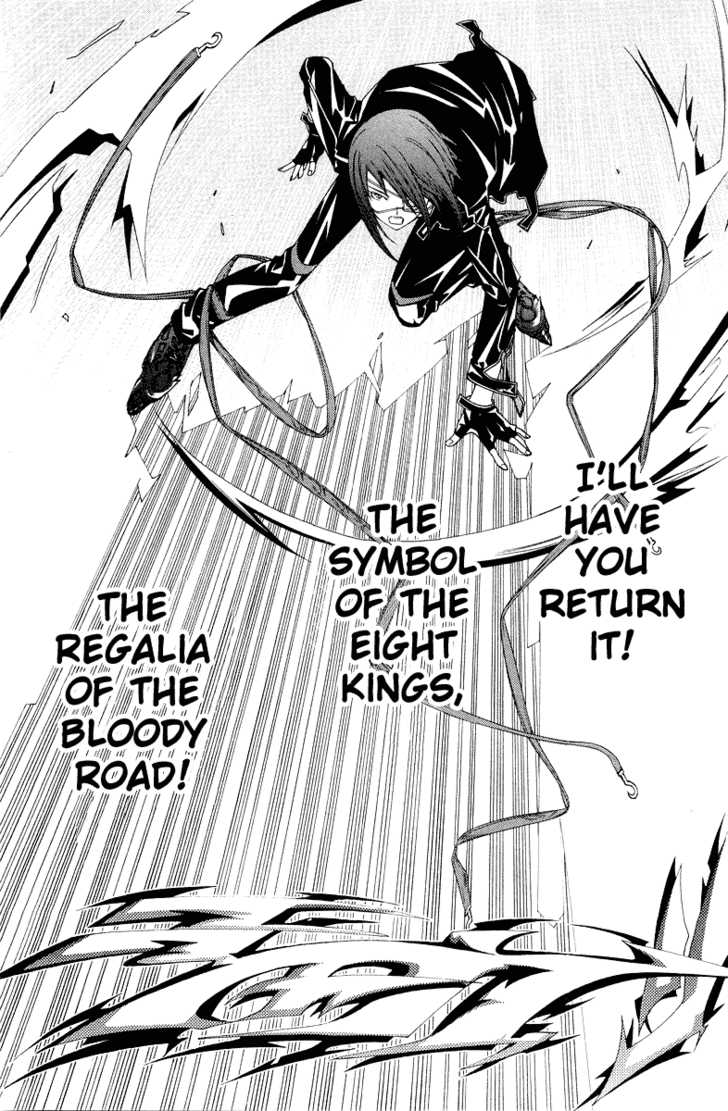 I'LL
HAVE
YOU
RETURN
IT!
THE
SYMBOL
OF THE
EIGHT
KINGS,
THE
REGALIA
OF THE
BLOODY
ROAD!